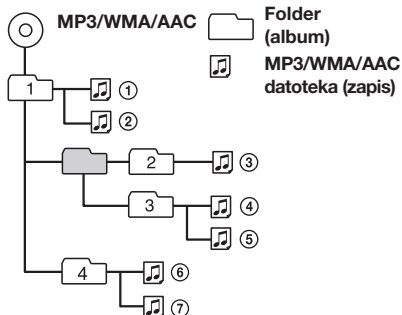 MP3/WMA/AAC
Folder
(album)
MP3/WMA/AAC
datoteka (zapis)
1
①
②
2
③
3
④
⑤
4
⑥
⑦